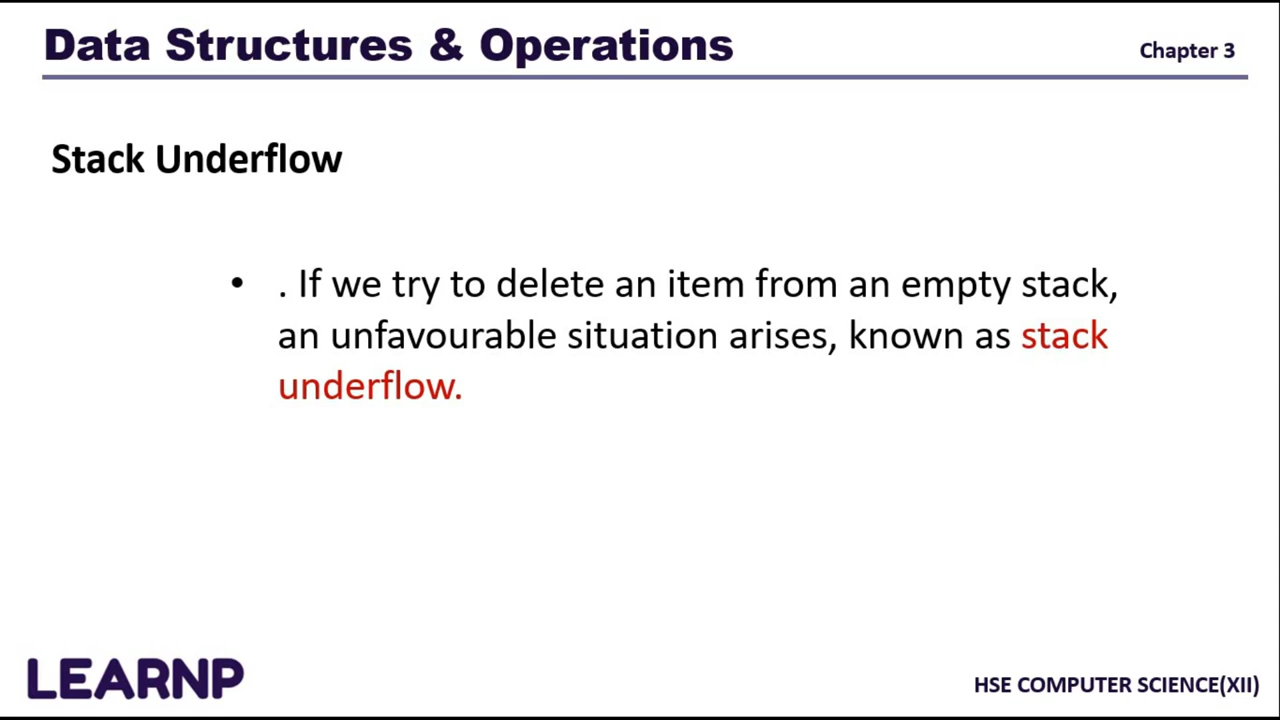 Data Structures & Operations
Chapter 3
Stack Underflow
• . If we try to delete an item from an empty stack,
an unfavourable situation arises, known as stack
underflow.
LEARNP
HSE COMPUTER SCIENCE(XII)